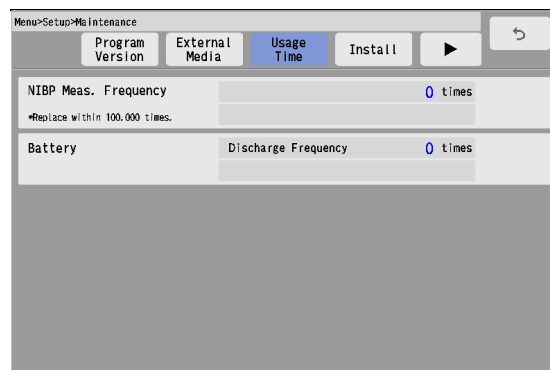 Menu>Setup>Maintenance
Program
Version
External
Media
Usage
Time
Install
NIBP Meas. Frequency
0 times
*Replace within 100.000 times.
Battery
Discharge Frequency
0 times